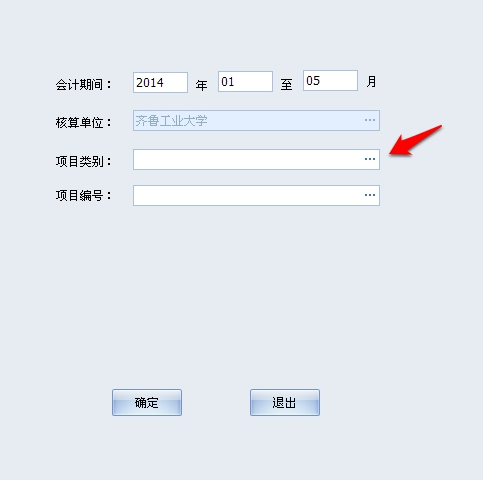 会计期间： 2014 年 01 至 05 月
核算单位： 齐鲁工业大学 ...
项目类别： ...
项目编号： ...
确定 退出